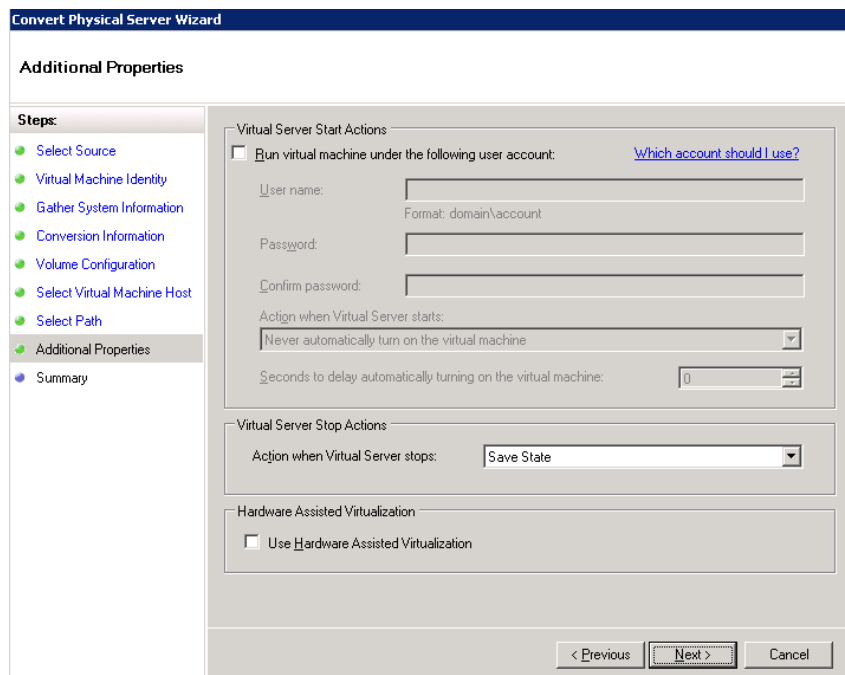 Convert Physical Server Wizard
Additional Properties
Steps:
Select Source
Virtual Machine Identity
Gather System Information
Conversion Information
Volume Configuration
Select Virtual Machine Host
Select Path
Additional Properties
Summary
Virtual Server Start Actions
Run virtual machine under the following user account: Which account should I use?
User name:
Format: domain\account
Password:
Confirm password:
Action when Virtual Server starts:
Never automatically turn on the virtual machine
Seconds to delay automatically turning on the virtual machine: 0
Virtual Server Stop Actions
Action when Virtual Server stops: Save State
Hardware Assisted Virtualization
Use Hardware Assisted Virtualization
< Previous Next > Cancel